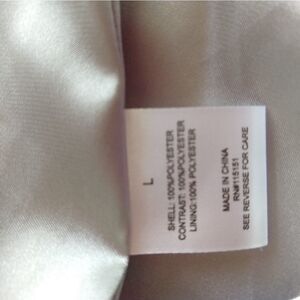 L
SHELL: 100%POLYESTER
CONTRAST: 100%POLYESTER
LINING:100% POLYESTER
MADE IN CHINA
RN#115151
SEE REVERSE FOR CARE